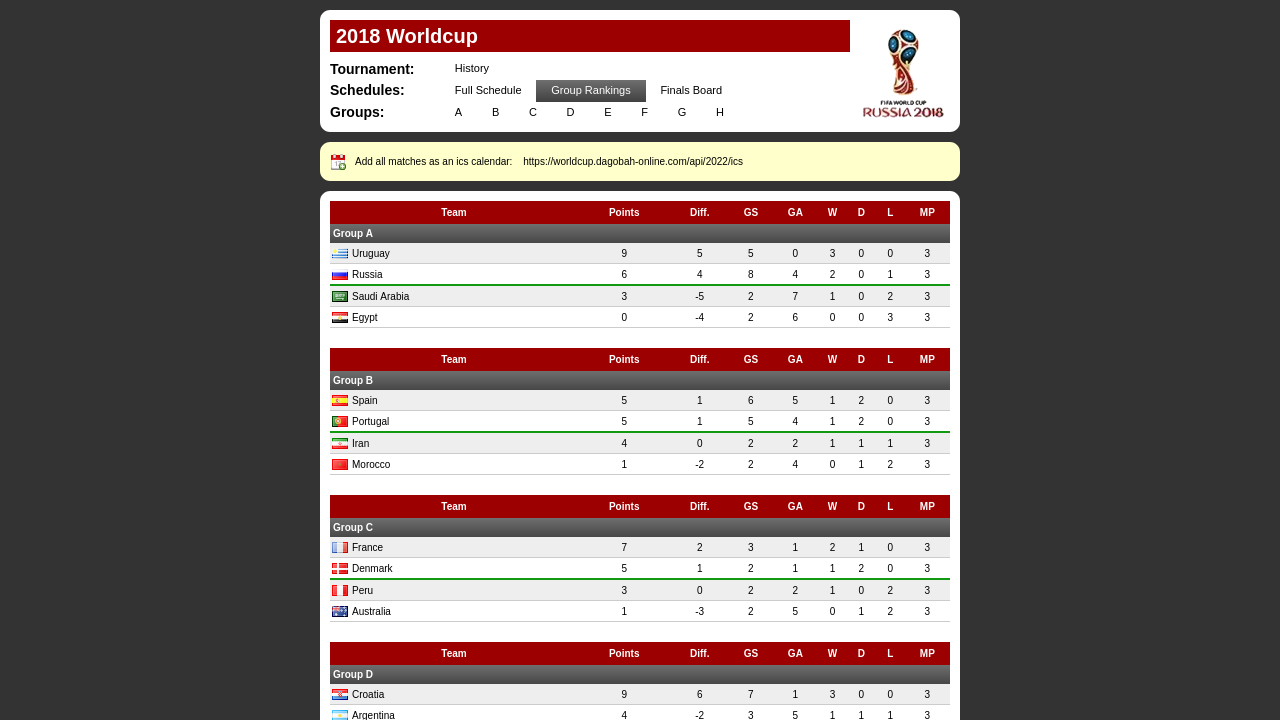 2018 Worldcup
Tournament: History
Schedules: Full Schedule Group Rankings Finals Board
Groups: A B C D E F G H
FIFA WORLD CUP
RUSSIA 2018
Add all matches as an ics calendar: https://worldcup.dagobah-online.com/api/2022/ics
Team Points Diff. GS GA W D L MP
Group A
Uruguay 9 5 5 0 3 0 0 3
Russia 6 4 8 4 2 0 1 3
Saudi Arabia 3 -5 2 7 1 0 2 3
Egypt 0 -4 2 6 0 0 3 3
Team Points Diff. GS GA W D L MP
Group B
Spain 5 1 6 5 1 2 0 3
Portugal 5 1 5 4 1 2 0 3
Iran 4 0 2 2 1 1 1 3
Morocco 1 -2 2 4 0 1 2 3
Team Points Diff. GS GA W D L MP
Group C
France 7 2 3 1 2 1 0 3
Denmark 5 1 2 1 1 2 0 3
Peru 3 0 2 2 1 0 2 3
Australia 1 -3 2 5 0 1 2 3
Team Points Diff. GS GA W D L MP
Group D
Croatia 9 6 7 1 3 0 0 3
Argentina 4 -2 3 5 1 1 1 3